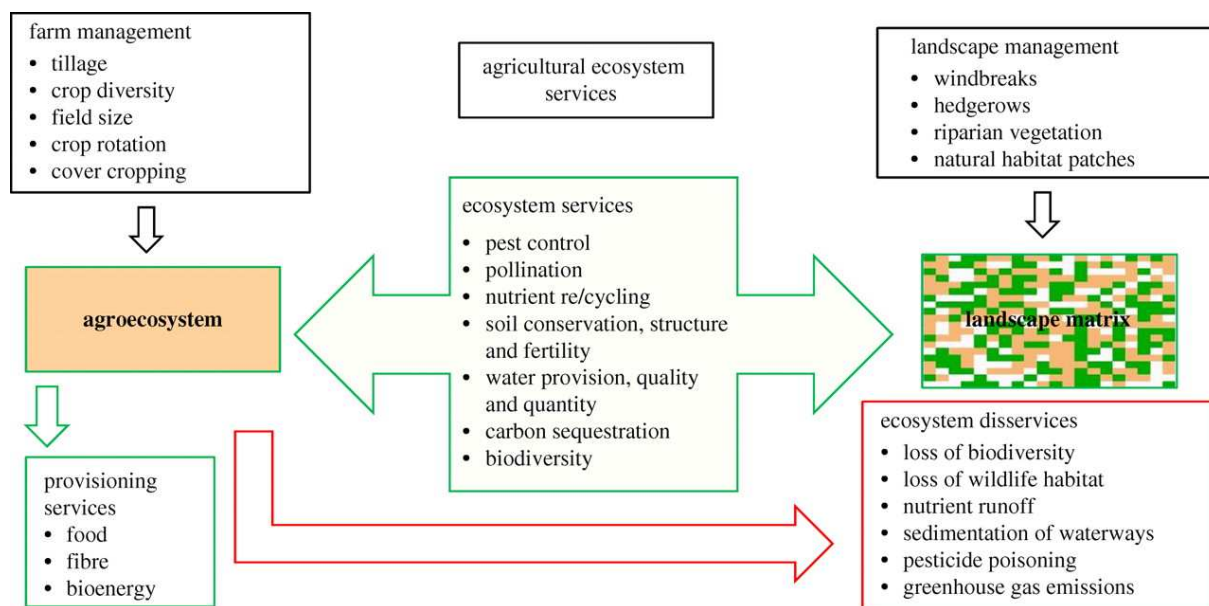 farm management
• tillage
• crop diversity
• field size
• crop rotation
• cover cropping
agricultural ecosystem
services
landscape management
• windbreaks
• hedgerows
• riparian vegetation
• natural habitat patches
agroecosystem
ecosystem services
• pest control
• pollination
• nutrient re/cycling
• soil conservation, structure
and fertility
• water provision, quality
and quantity
• carbon sequestration
• biodiversity
landscape matrix
provisioning
services
• food
• fibre
• bioenergy
ecosystem disservices
• loss of biodiversity
• loss of wildlife habitat
• nutrient runoff
• sedimentation of waterways
• pesticide poisoning
• greenhouse gas emissions